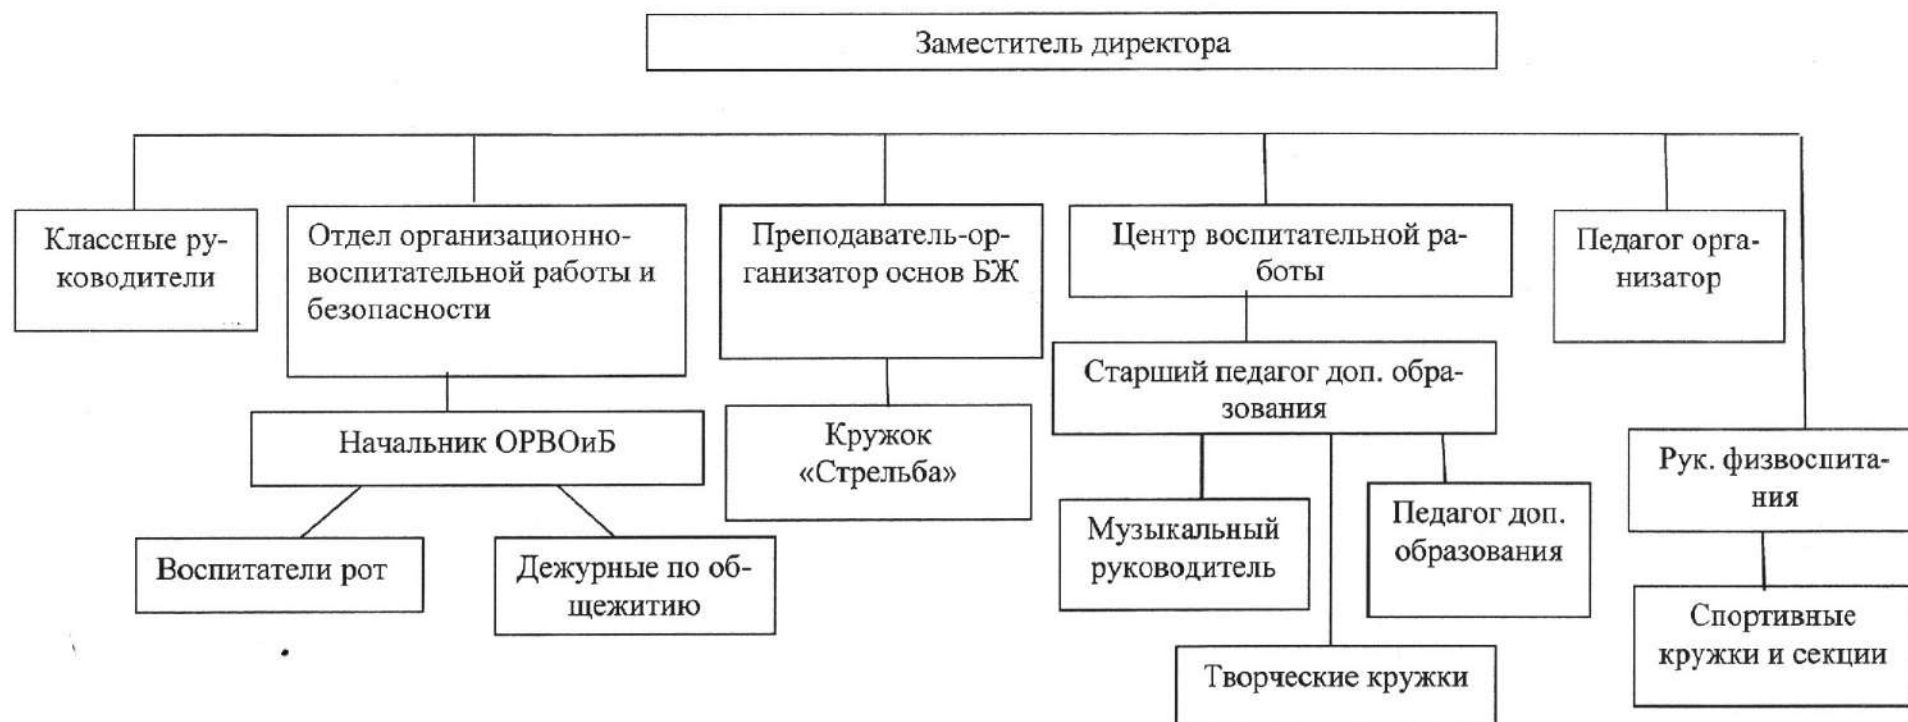 Заместитель директора
Классные ру-
ководители
Отдел организационно-
воспитательной работы и
безопасности
Преподаватель-ор-
ганизатор основ БЖ
Центр воспитательной ра-
боты
Педагог орга-
низатор
Старший педагог доп. обра-
зования
Начальник ОРВОиБ
Кружок
«Стрельба»
Рук. физвоспита-
ния
Воспитатели рот
Дежурные по об-
щежитию
Музыкальный
руководитель
Педагог доп.
образования
Творческие кружки
Спортивные
кружки и секции